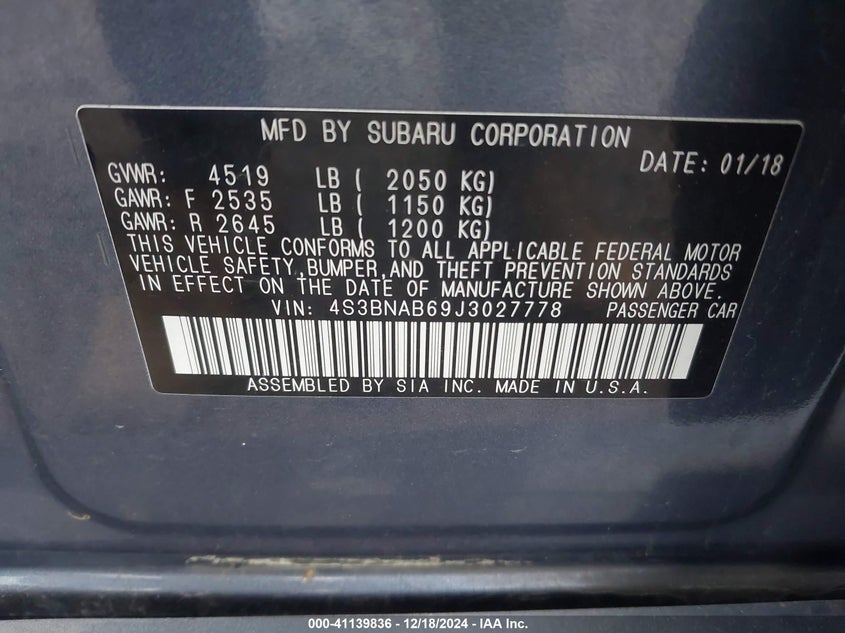 MFD BY SUBARU CORPORATION
DATE: 01/18
GVWR: 4519 LB ( 2050 KG)
GAWR: F 2535 LB ( 1150 KG)
GAWR: R 2645 LB ( 1200 KG)
THIS VEHICLE CONFORMS TO ALL APPLICABLE FEDERAL MOTOR
VEHICLE SAFETY,BUMPER,AND THEFT PREVENTION STANDARDS
IN EFFECT ON THE DATE OF MANUFACTURE SHOWN ABOVE.
VIN: 4S3BNAB69J3027778 PASSENGER CAR
ASSEMBLED BY SIA INC. MADE IN U.S.A.
000-41139836 - 12/18/2024 - IAA Inc.